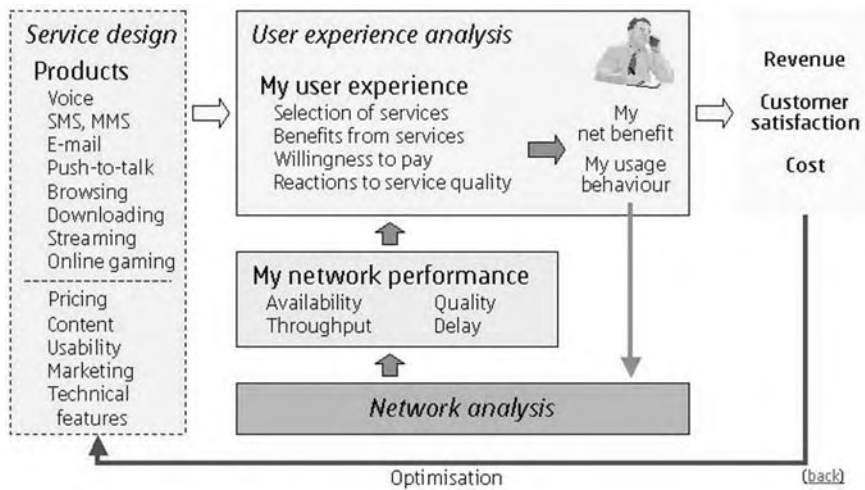 Service design
Products
Voice
SMS, MMS
E-mail
Push-to-talk
Browsing
Downloading
Streaming
Online gaming
Pricing
Content
Usability
Marketing
Technical
features
User experience analysis
My user experience
Selection of services
Benefits from services
Willingness to pay
Reactions to service quality
My
net benefit
My usage
behaviour
My network performance
Availability Quality
Throughput Delay
Network analysis
Revenue
Customer
satisfaction
Cost
Optimisation
(back)